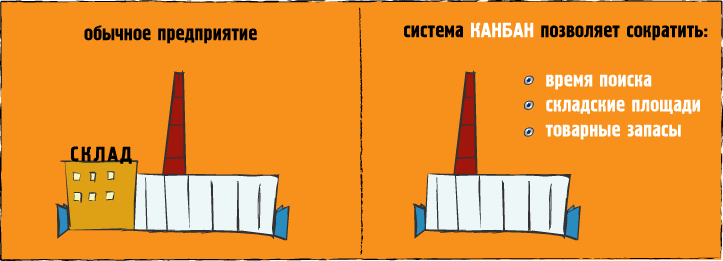 обычное предприятие
СКЛАД
система КАНБАН позволяет сократить:
время поиска
складские площади
товарные запасы